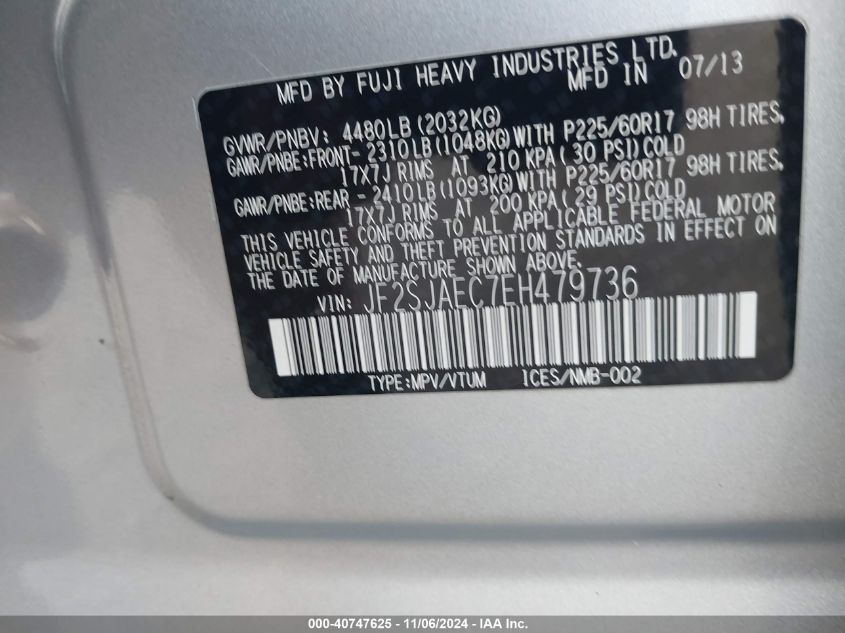 MFD BY FUJI HEAVY INDUSTRIES LTD.
MFD IN 07/13
GVWR/PNBV: 4480LB(2032KG)
GAWR/PNBE:FRONT- 2310LB(1048KG)WITH P225/60R17 98H TIRES,
17X7J RIMS AT 210 KPA( 30 PSI)COLD
GAWR/PNBE:REAR - 2410LB(1093KG)WITH P225/60R17 98H TIRES,
17X7J RIMS AT 200 KPA( 29 PSI)COLD
THIS VEHICLE CONFORMS TO ALL APPLICABLE FEDERAL MOTOR
VEHICLE SAFETY AND THEFT PREVENTION STANDARDS IN EFFECT ON
THE DATE OF MANUFACTURE SHOWN ABOVE.
VIN: JF2SJAEC7EH479736
TYPE:MPV/VTUM ICES/NMB-002
000-40747625 - 11/06/2024 - IAA Inc.